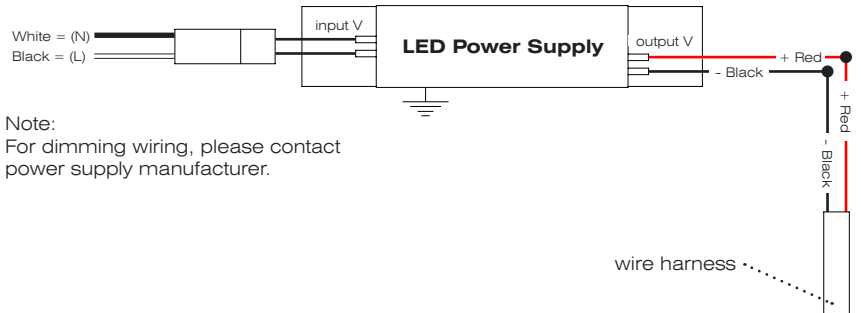 input V
White = (N)
Black = (L)
LED Power Supply
output V
+ Red
- Black
+ Red
- Black
Note:
For dimming wiring, please contact
power supply manufacturer.
wire harness